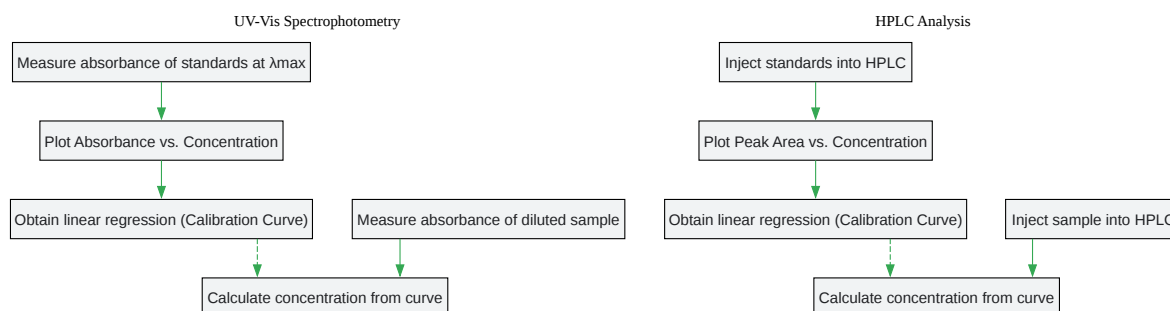 UV-Vis Spectrophotometry
Measure absorbance of standards at λmax
Plot Absorbance vs. Concentration
Obtain linear regression (Calibration Curve)
Measure absorbance of diluted sample
Calculate concentration from curve
HPLC Analysis
Inject standards into HPLC
Plot Peak Area vs. Concentration
Obtain linear regression (Calibration Curve)
Inject sample into HPLC
Calculate concentration from curve